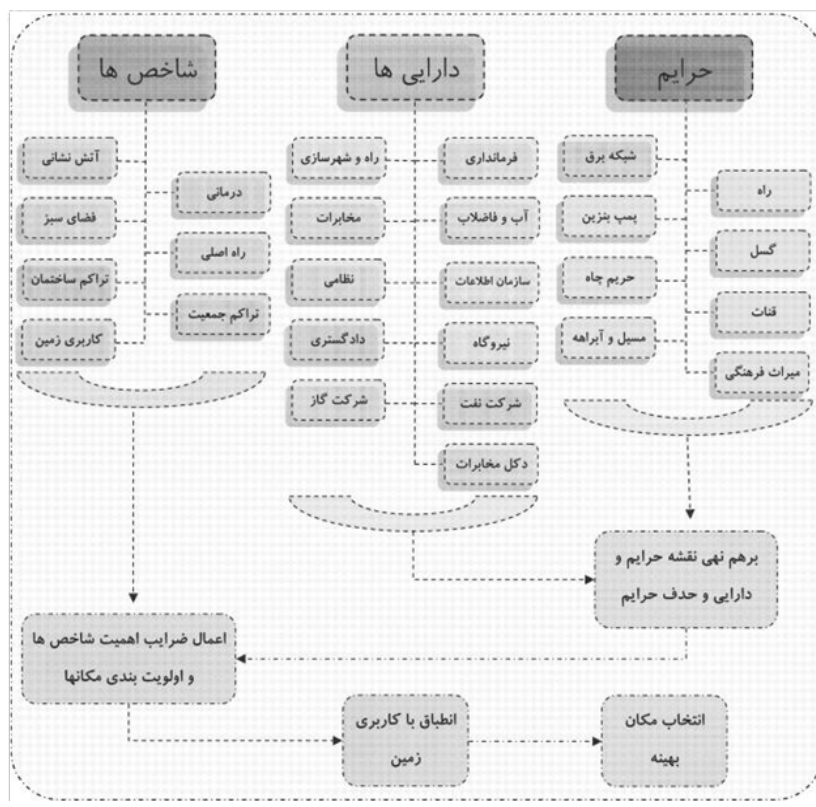 حرایم
دارایی ها
شاخص ها
شبکه برق
راه
پمپ بنزین
گسل
حریم چاه
قنات
مسیل و آبراهه
میراث فرهنگی
فرمانداری
راه و شهرسازی
آب و فاضلاب
مخابرات
سازمان اطلاعات
نظامی
نیروگاه
دادگستری
شرکت نفت
شرکت گاز
دکل مخابرات
آتش نشانی
درمانی
فضای سبز
راه اصلی
تراکم ساختمان
تراکم جمعیت
کاربری زمین
برهم نهی نقشه حرایم و
دارایی و حذف حرایم
اعمال ضرایب اهمیت شاخص ها
و اولویت بندی مکانها
انطباق با کاربری
زمین
انتخاب مکان
بهینه